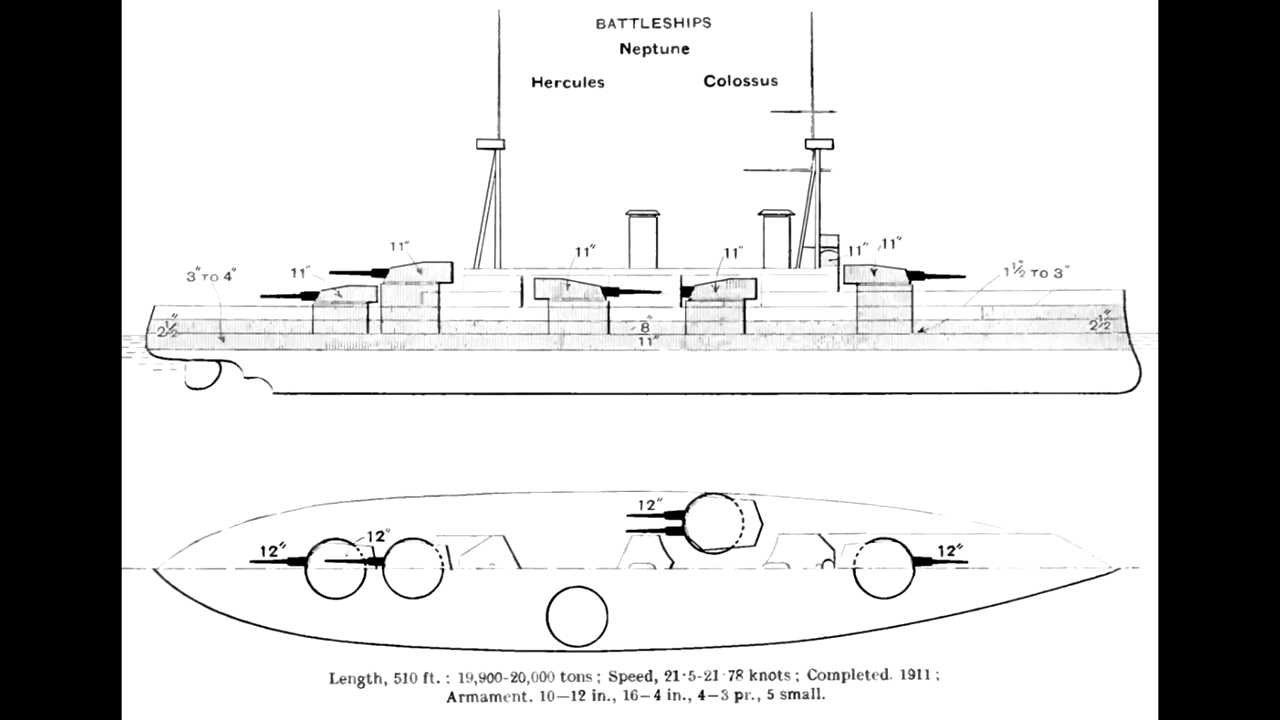 BATTLESHIPS
Neptune
Hercules Colossus
11" 11" 11" 11" 11"
3" TO 4" 11" 1½" TO 3"
2½" 8" 2½"
11"
12"
12" 12" 12"
Length, 510 ft. : 19,900-20,000 tons ; Speed, 21·5-21·78 knots ; Completed. 1911 ;
Armament. 10—12 in., 16—4 in., 4—3 pr., 5 small.